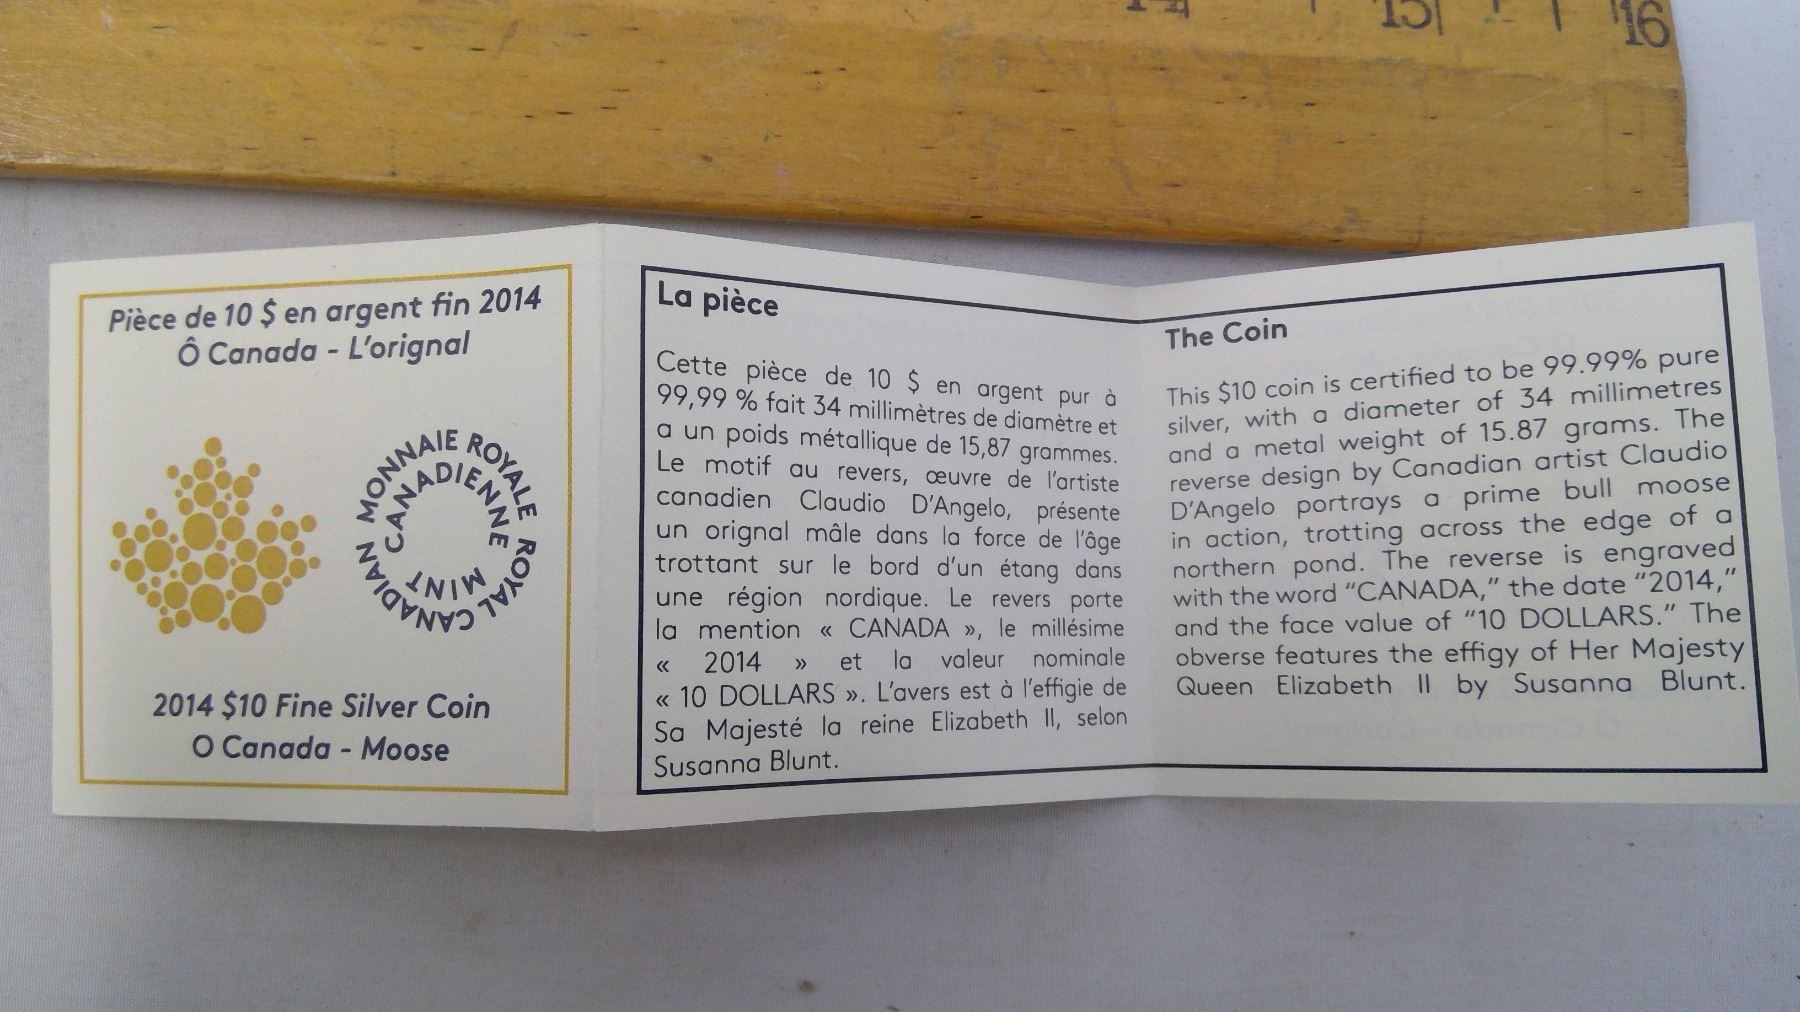 14 15 16
Pièce de 10 $ en argent fin 2014
Ô Canada - L'orignal
MONNAIE ROYALE CANADIENNE
ROYAL CANADIAN MINT
2014 $10 Fine Silver Coin
O Canada - Moose
La pièce
Cette pièce de 10 $ en argent pur à
99,99 % fait 34 millimètres de diamètre et
a un poids métallique de 15,87 grammes.
Le motif au revers, œuvre de l'artiste
canadien Claudio D'Angelo, présente
un orignal mâle dans la force de l'âge
trottant sur le bord d'un étang dans
une région nordique. Le revers porte
la mention « CANADA », le millésime
« 2014 » et la valeur nominale
« 10 DOLLARS ». L'avers est à l'effigie de
Sa Majesté la reine Elizabeth II, selon
Susanna Blunt.
The Coin
This $10 coin is certified to be 99.99% pure
silver, with a diameter of 34 millimetres
and a metal weight of 15.87 grams. The
reverse design by Canadian artist Claudio
D'Angelo portrays a prime bull moose
in action, trotting across the edge of a
northern pond. The reverse is engraved
with the word “CANADA,” the date “2014,”
and the face value of “10 DOLLARS.” The
obverse features the effigy of Her Majesty
Queen Elizabeth II by Susanna Blunt.